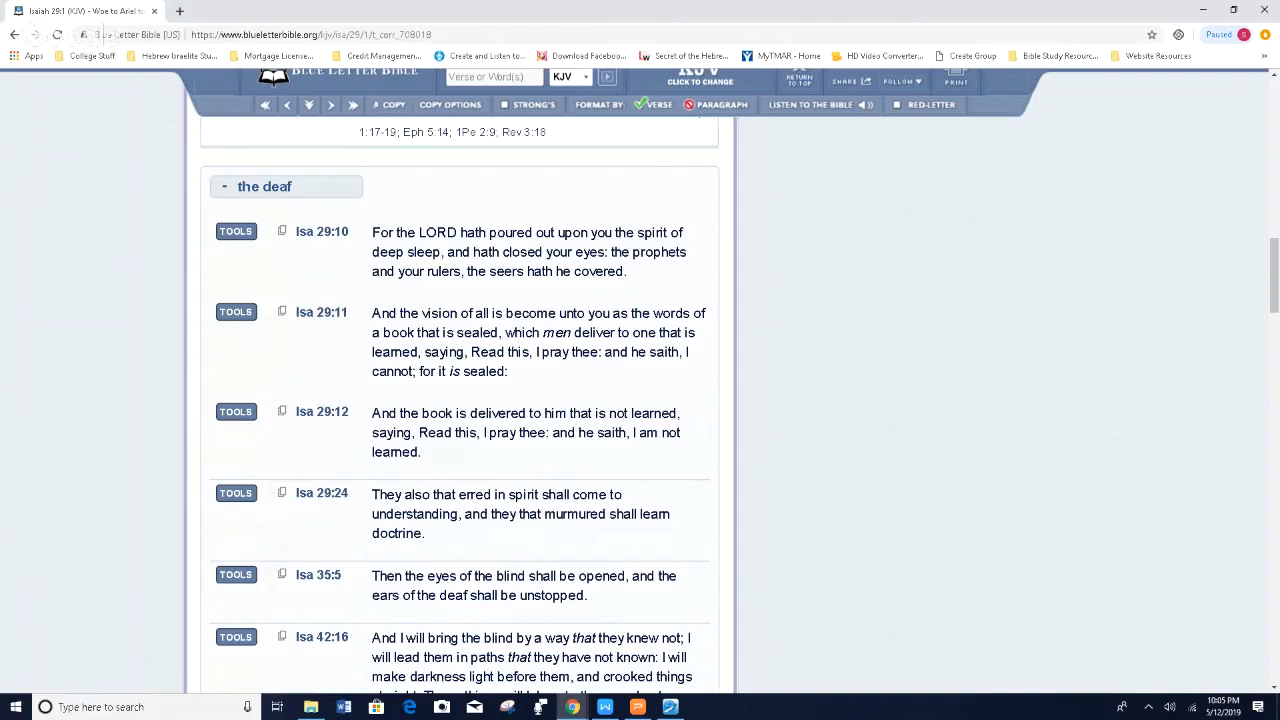 Isaiah 29:1 (KJV) - Woe to Ariel to
Blue Letter Bible [US] https://www.blueletterbible.org/kjv/isa/29/1/t_corr_708018
Paused S
Apps College Stuff Hebrew Israelite Stu... Mortgage License... Credit Managemen... Create and Listen to... Download Faceboo... Secret of the Hebre... MyTMAR - Home HD Video Converter... Create Group Bible Study Resourc... Website Resources
BLUE LETTER BIBLE Verse or Word(s) KJV KJV
CLICK TO CHANGE RETURN TO TOP SHARE FOLLOW PRINT
COPY COPY OPTIONS STRONG'S FORMAT BY: VERSE PARAGRAPH LISTEN TO THE BIBLE RED-LETTER
1:17-19; Eph 5:14; 1Pe 2:9; Rev 3:18
- the deaf
TOOLS Isa 29:10 For the LORD hath poured out upon you the spirit of
deep sleep, and hath closed your eyes: the prophets
and your rulers, the seers hath he covered.
TOOLS Isa 29:11 And the vision of all is become unto you as the words of
a book that is sealed, which men deliver to one that is
learned, saying, Read this, I pray thee: and he saith, I
cannot; for it is sealed:
TOOLS Isa 29:12 And the book is delivered to him that is not learned,
saying, Read this, I pray thee: and he saith, I am not
learned.
TOOLS Isa 29:24 They also that erred in spirit shall come to
understanding, and they that murmured shall learn
doctrine.
TOOLS Isa 35:5 Then the eyes of the blind shall be opened, and the
ears of the deaf shall be unstopped.
TOOLS Isa 42:16 And I will bring the blind by a way that they knew not; I
will lead them in paths that they have not known: I will
make darkness light before them, and crooked things
Type here to search
10:05 PM
5/12/2019